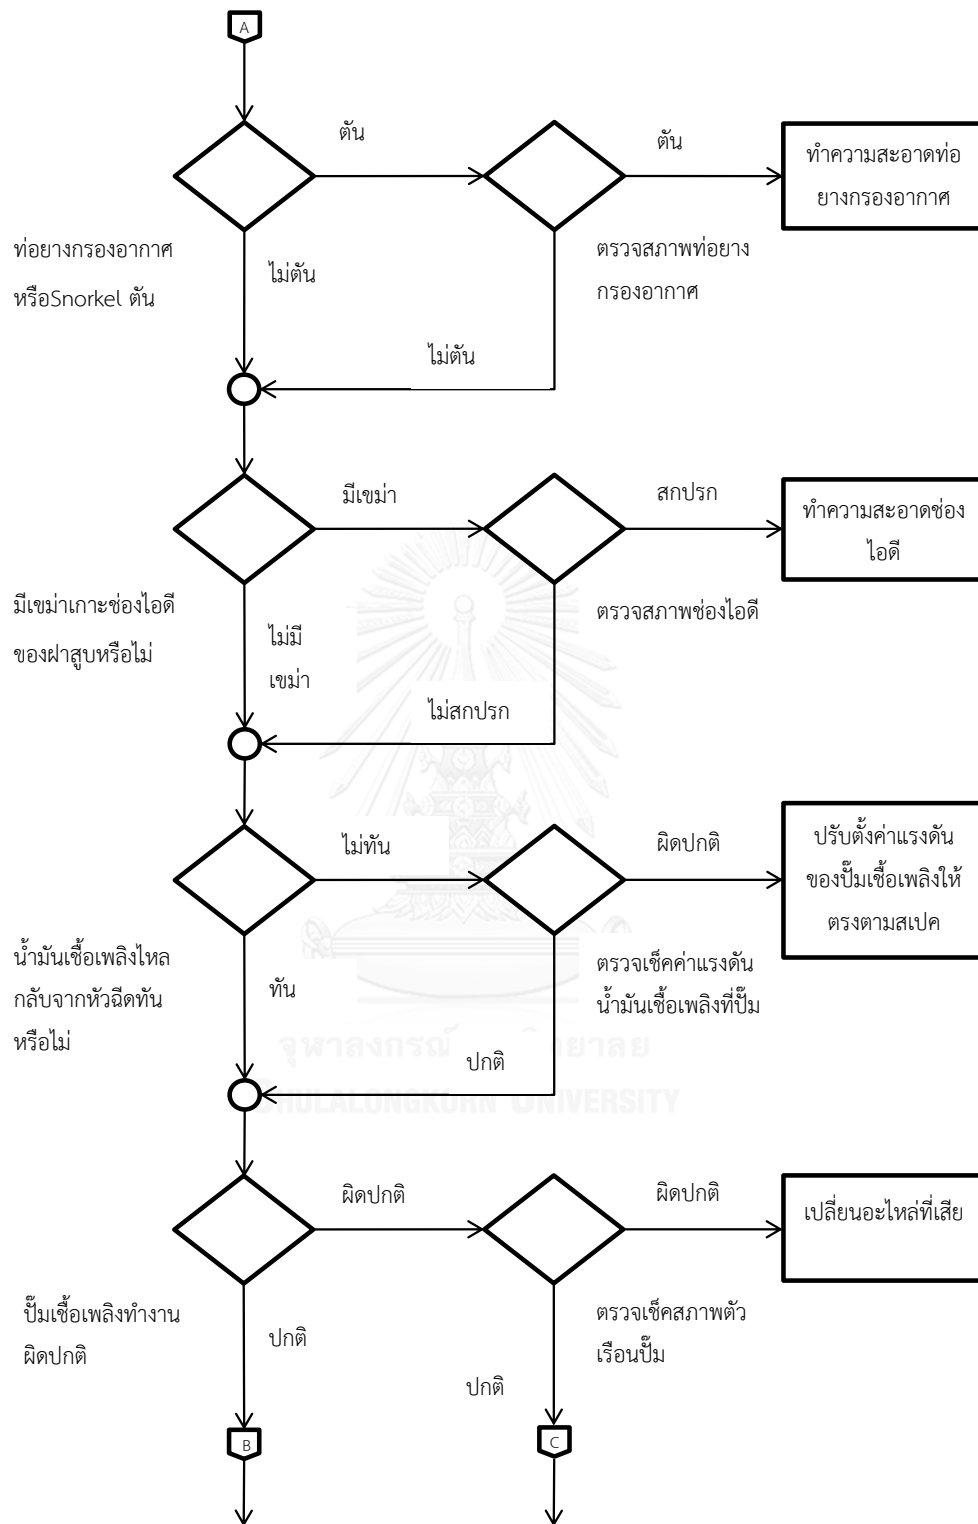 A
ตัน
ตัน
ทำความสะอาดท่อ
ยางกรองอากาศ
ท่อยางกรองอากาศ
หรือSnorkel ตัน
ไม่ตัน
ตรวจสภาพท่อยาง
กรองอากาศ
ไม่ตัน
มีเขม่า
สกปรก
ทำความสะอาดช่อง
ไอดี
มีเขม่าเกาะช่องไอดี
ของฝาสูบหรือไม่
ไม่มี
เขม่า
ตรวจสภาพช่องไอดี
ไม่สกปรก
ไม่ทัน
ผิดปกติ
ปรับตั้งค่าแรงดัน
ของปั๊มเชื้อเพลิงให้
ตรงตามสเปค
น้ำมันเชื้อเพลิงไหล
กลับจากหัวฉีดทัน
หรือไม่
ทัน
ตรวจเช็คค่าแรงดัน
น้ำมันเชื้อเพลิงที่ปั๊ม
ปกติ
UNIVERSITY
ผิดปกติ
ผิดปกติ
เปลี่ยนอะไหล่ที่เสีย
ปั๊มเชื้อเพลิงทำงาน
ผิดปกติ
ปกติ
ตรวจเช็คสภาพตัว
เรือนปั๊ม
ปกติ
B
C